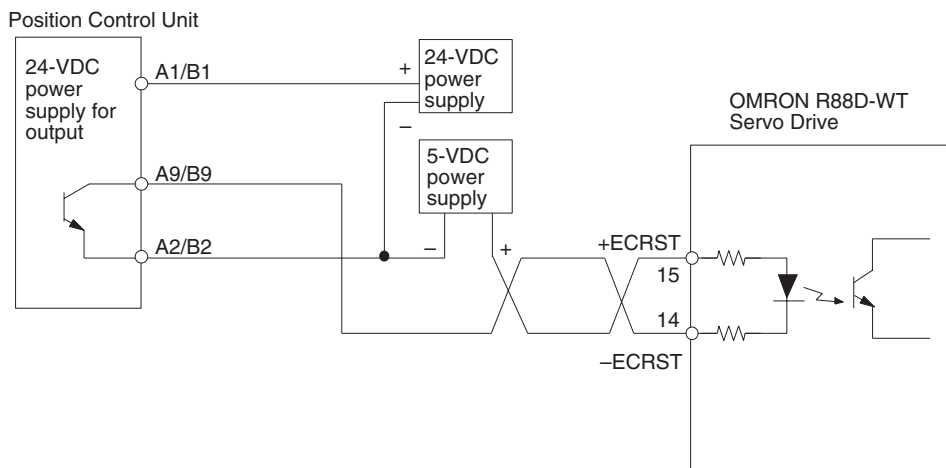 Position Control Unit
24-VDC
power
supply for
output
A1/B1
+
24-VDC
power
supply
–
OMRON R88D-WT
Servo Drive
5-VDC
power
supply
A9/B9
A2/B2
–
+
+ECRST
15
14
–ECRST